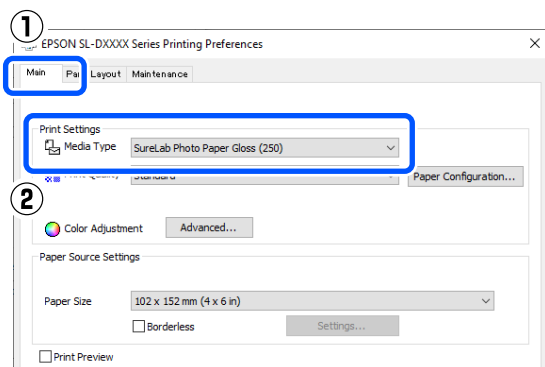 ①
EPSON SL-DXXXX Series Printing Preferences
Main Layout Maintenance
Print Settings
Media Type SureLab Photo Paper Gloss (250)
Paper Configuration...
②
Color Adjustment Advanced...
Paper Source Settings
Paper Size 102 x 152 mm (4 x 6 in)
Borderless Settings...
Print Preview